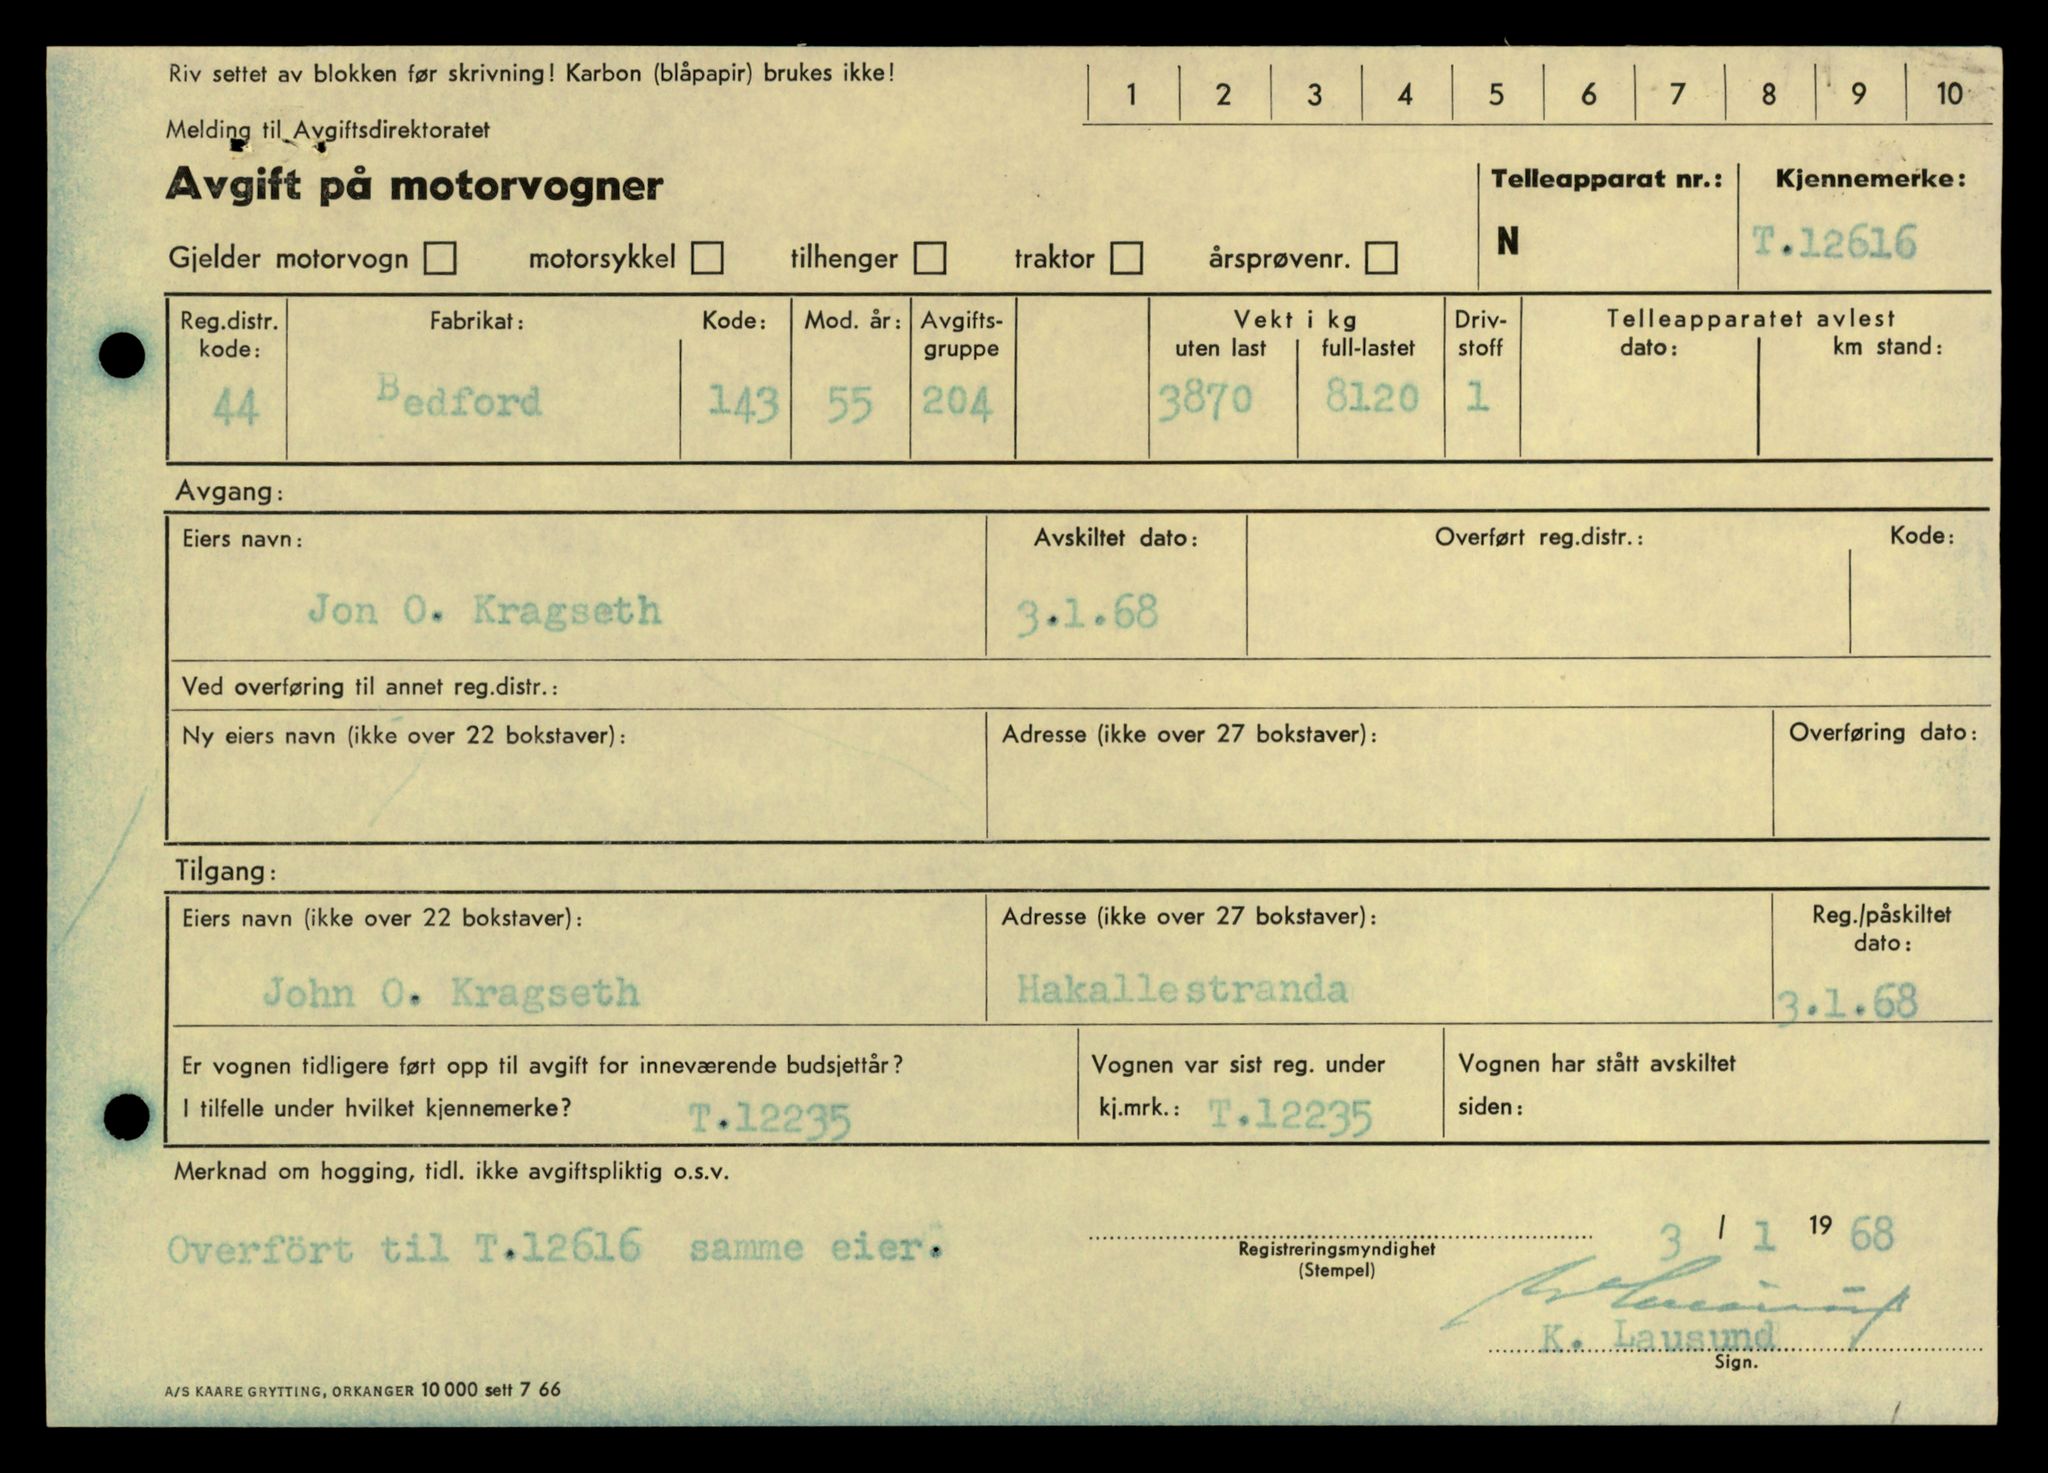 Riv settet av blokken før skrivning! Karbon (blåpapir) brukes ikke!
1 2 3 4 5 6 7 8 9 10
Melding til Avgiftsdirektoratet
Avgift på motorvogner
Telleapparat nr.: Kjennemerke:
N T.12616
Gjelder motorvogn motorsykkel tilhenger traktor årsprøvenr.
Reg.distr. kode: Fabrikat: Kode: Mod. år: Avgifts-gruppe Vekt i kg uten last full-lastet Driv-stoff Telleapparatet avlest dato: km stand:
44 Bedford 143 55 204 3870 8120 1
Avgang:
Eiers navn: Avskiltet dato: Overført reg.distr.: Kode:
Jon O. Kragseth 3.1.68
Ved overføring til annet reg.distr.:
Ny eiers navn (ikke over 22 bokstaver): Adresse (ikke over 27 bokstaver): Overføring dato:
Tilgang:
Eiers navn (ikke over 22 bokstaver): Adresse (ikke over 27 bokstaver): Reg./påskiltet dato:
John O. Kragseth Hakallestranda 3.1.68
Er vognen tidligere ført opp til avgift for inneværende budsjettår? Vognen var sist reg. under Vognen har stått avskiltet
I tilfelle under hvilket kjennemerke? T.12235 kj.mrk.: T.12235 siden:
Merknad om hogging, tidl. ikke avgiftspliktig o.s.v.
Overfört til T.12616 samme eier.
3 / 1 19 68
Registreringsmyndighet
(Stempel)
K. Lausund
Sign.
A/S KAARE GRYTTING, ORKANGER 10 000 sett 7 66